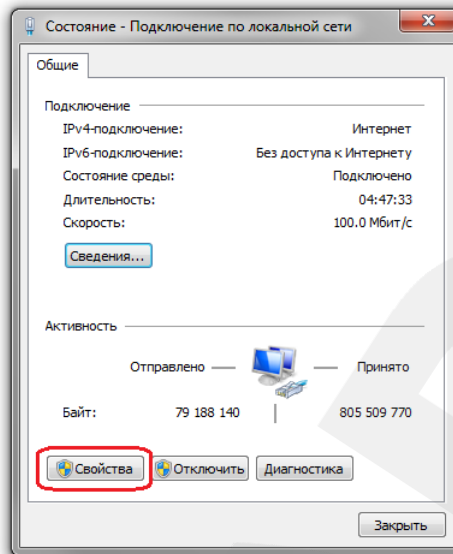 Состояние - Подключение по локальной сети
Общие
Подключение
IPv4-подключение: Интернет
IPv6-подключение: Без доступа к Интернету
Состояние среды: Подключено
Длительность: 04:47:33
Скорость: 100.0 Мбит/с
Сведения...
Активность
Отправлено — — Принято
Байт: 79 188 140 | 805 509 770
Свойства Отключить Диагностика
Закрыть